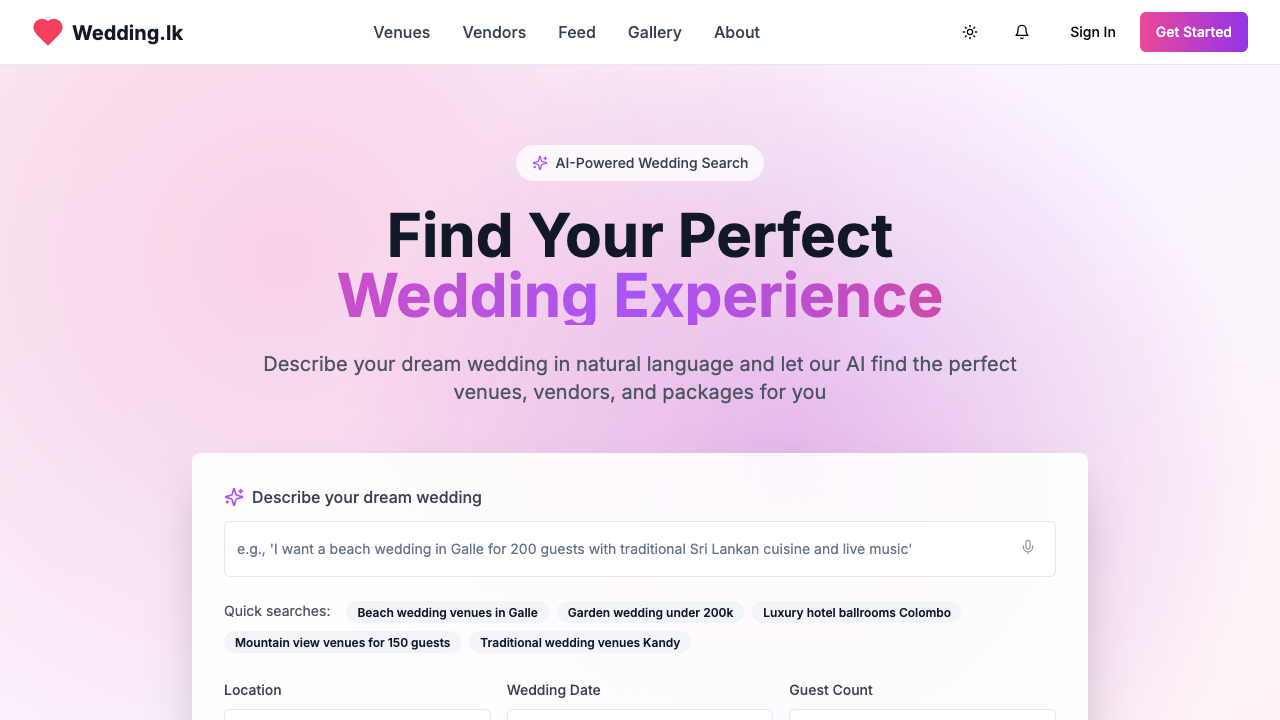 Wedding.lk
Venues
Vendors
Feed
Gallery
About
Sign In
Get Started
AI-Powered Wedding Search
Find Your Perfect
Wedding Experience
Describe your dream wedding in natural language and let our AI find the perfect
venues, vendors, and packages for you
Describe your dream wedding
e.g., 'I want a beach wedding in Galle for 200 guests with traditional Sri Lankan cuisine and live music'
Quick searches:
Beach wedding venues in Galle
Garden wedding under 200k
Luxury hotel ballrooms Colombo
Mountain view venues for 150 guests
Traditional wedding venues Kandy
Location
Wedding Date
Guest Count